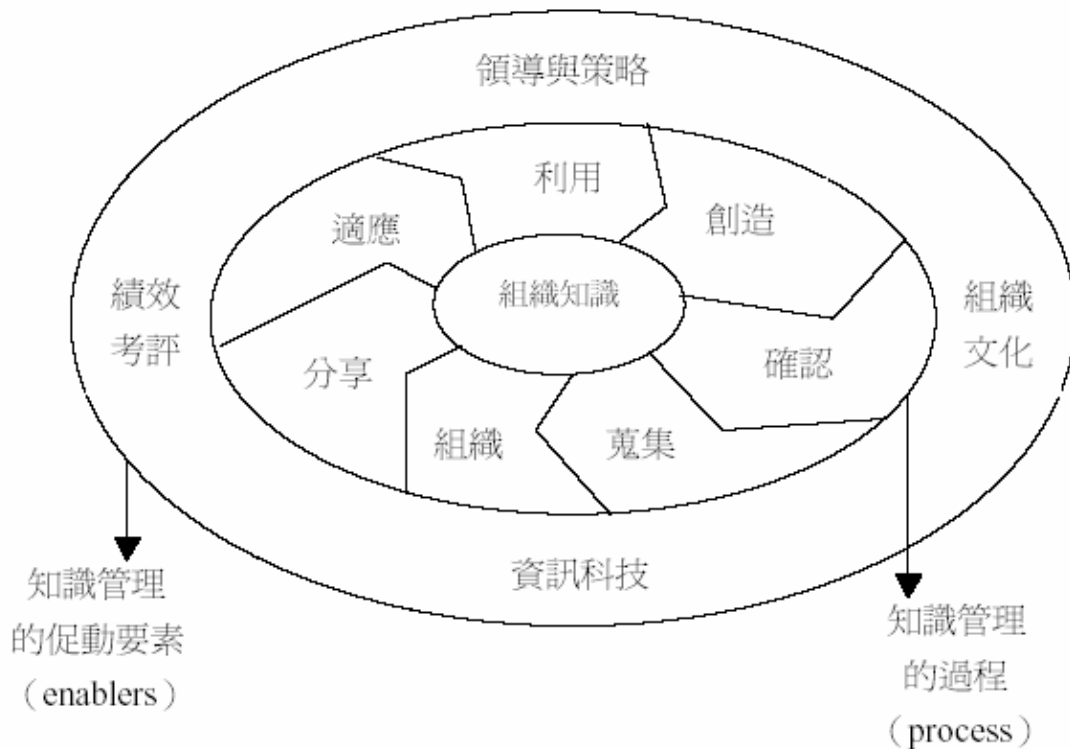 領導與策略
利用
創造
適應
組織知識
績效
考評
組織
文化
確認
分享
組織
蒐集
資訊科技
知識管理
的促動要素
（enablers）
知識管理
的過程
（process）